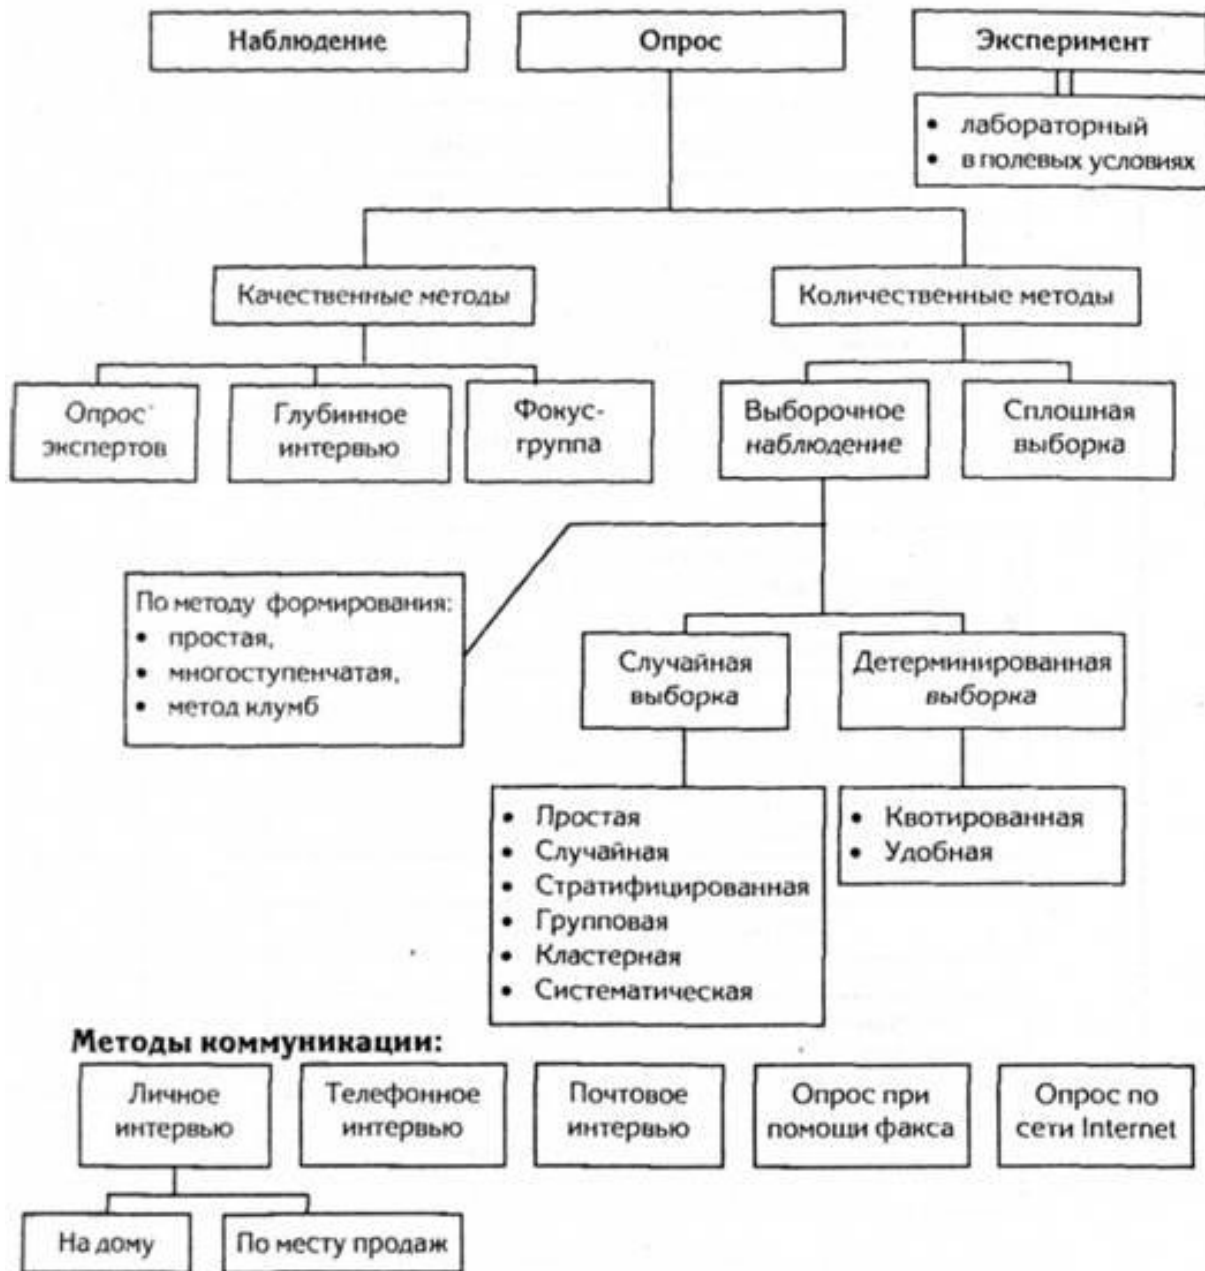 Наблюдение
Опрос
Эксперимент
• лабораторный
• в полевых условиях
Качественные методы
Количественные методы
Опрос
экспертов
Глубинное
интервью
Фокус-
группа
Выборочное
наблюдение
Сплошная
выборка
По методу формирования:
• простая,
• многоступенчатая,
• метод клумб
Случайная
выборка
Детерминированная
выборка
• Простая
• Случайная
• Стратифицированная
• Групповая
• Кластерная
• Систематическая
• Квотированная
• Удобная
Методы коммуникации:
Личное
интервью
Телефонное
интервью
Почтовое
интервью
Опрос при
помощи факса
Опрос по
сети Internet
На дому
По месту продаж